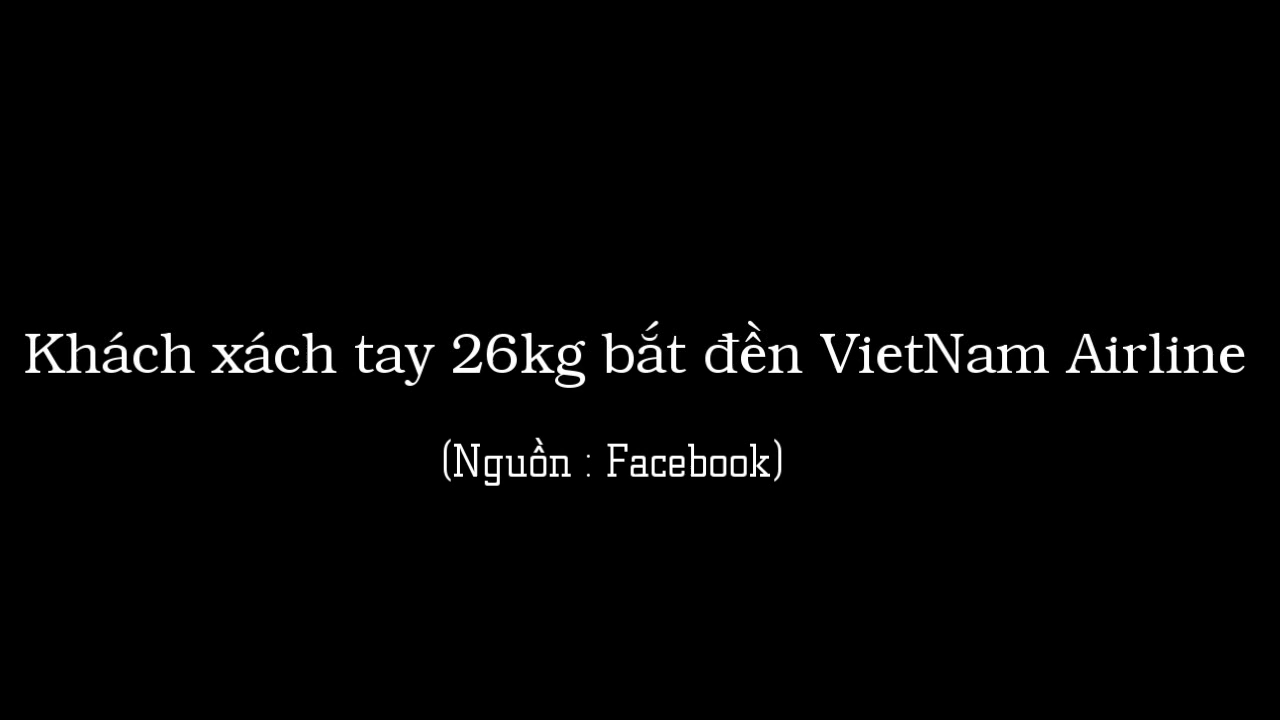 Khách xách tay 26kg bắt đền VietNam Airline
(Nguồn : Facebook)